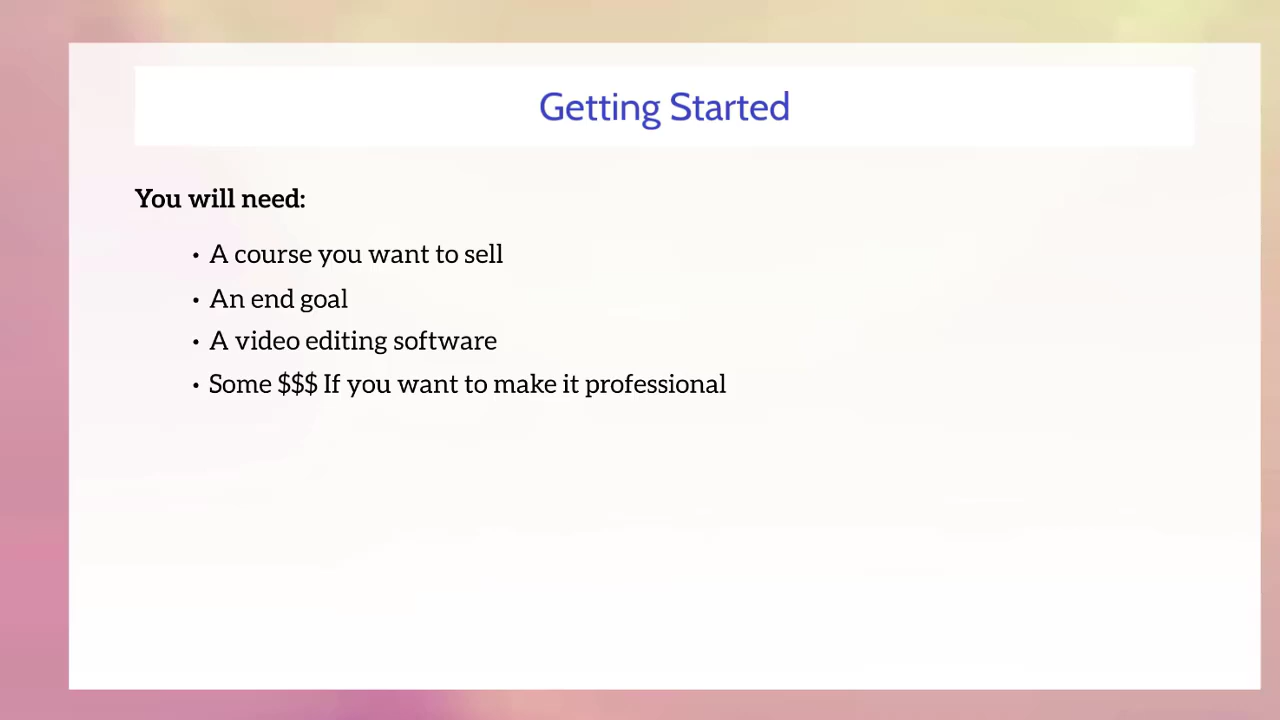 Getting Started
You will need:
• A course you want to sell
• An end goal
• A video editing software
• Some $$$ If you want to make it professional